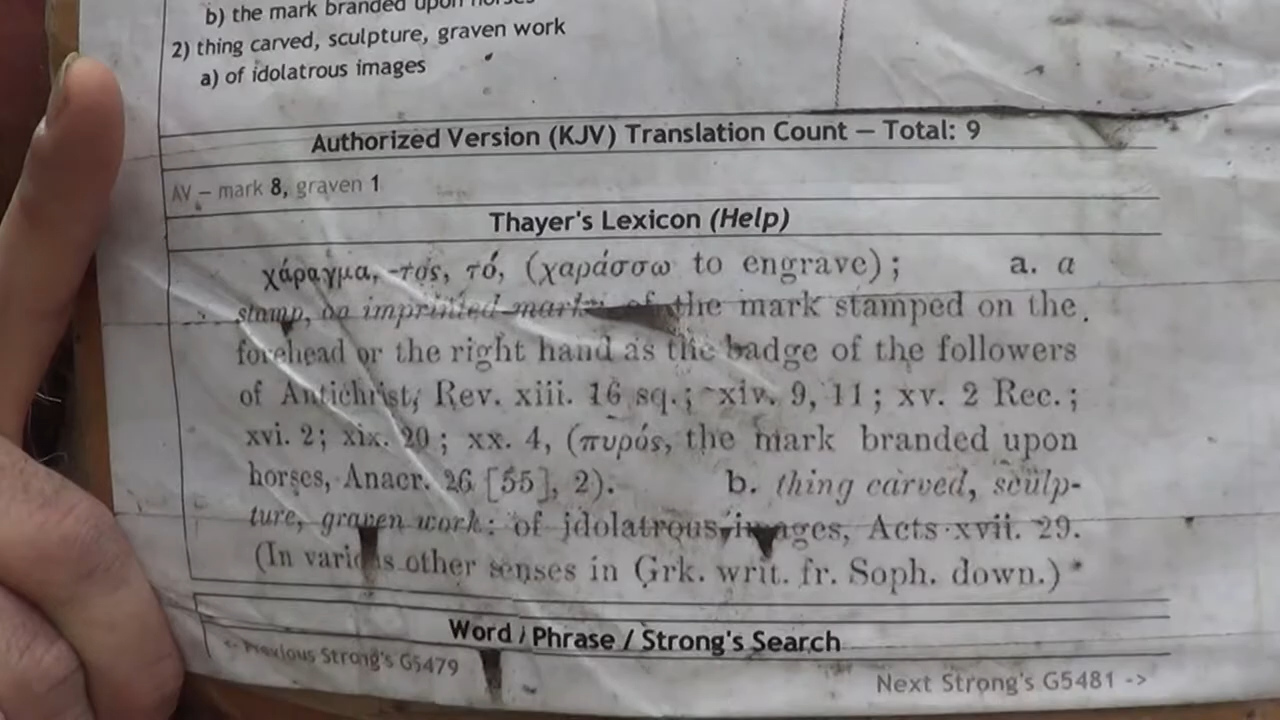 b) the mark branded upon horses
2) thing carved, sculpture, graven work
a) of idolatrous images
Authorized Version (KJV) Translation Count — Total: 9
AV — mark 8, graven 1
Thayer's Lexicon (Help)
χάραγμα, -τος, τό, (χαράσσω to engrave); a. a
stamp, an imprinted mark: of the mark stamped on the
forehead or the right hand as the badge of the followers
of Antichrist, Rev. xiii. 16 sq.; xiv. 9, 11; xv. 2 Rec.;
xvi. 2; xix. 20; xx. 4, (πυρός, the mark branded upon
horses, Anacr. 26 [55], 2). b. thing carved, sculp-
ture, graven work: of idolatrous images, Acts xvii. 29.
(In various other senses in Grk. writ. fr. Soph. down.)*
Word / Phrase / Strong's Search
<- Previous Strong's G5479
Next Strong's G5481 ->